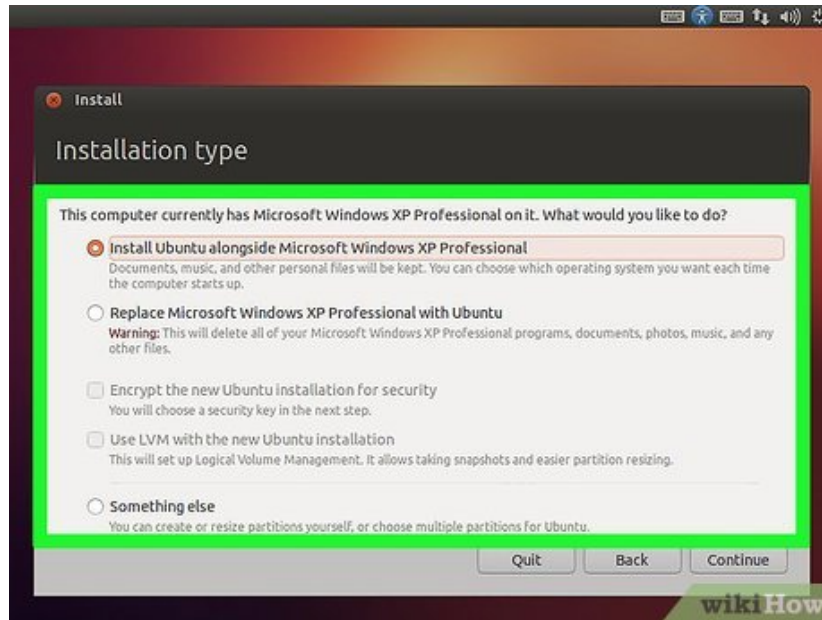 Install
Installation type
This computer currently has Microsoft Windows XP Professional on it. What would you like to do?
Install Ubuntu alongside Microsoft Windows XP Professional
Documents, music, and other personal files will be kept. You can choose which operating system you want each time
the computer starts up.
Replace Microsoft Windows XP Professional with Ubuntu
Warning: This will delete all of your Microsoft Windows XP Professional programs, documents, photos, music, and any
other files.
Encrypt the new Ubuntu installation for security
You will choose a security key in the next step.
Use LVM with the new Ubuntu installation
This will set up Logical Volume Management. It allows taking snapshots and easier partition resizing.
Something else
You can create or resize partitions yourself, or choose multiple partitions for Ubuntu.
Quit Back Continue
wikiHow